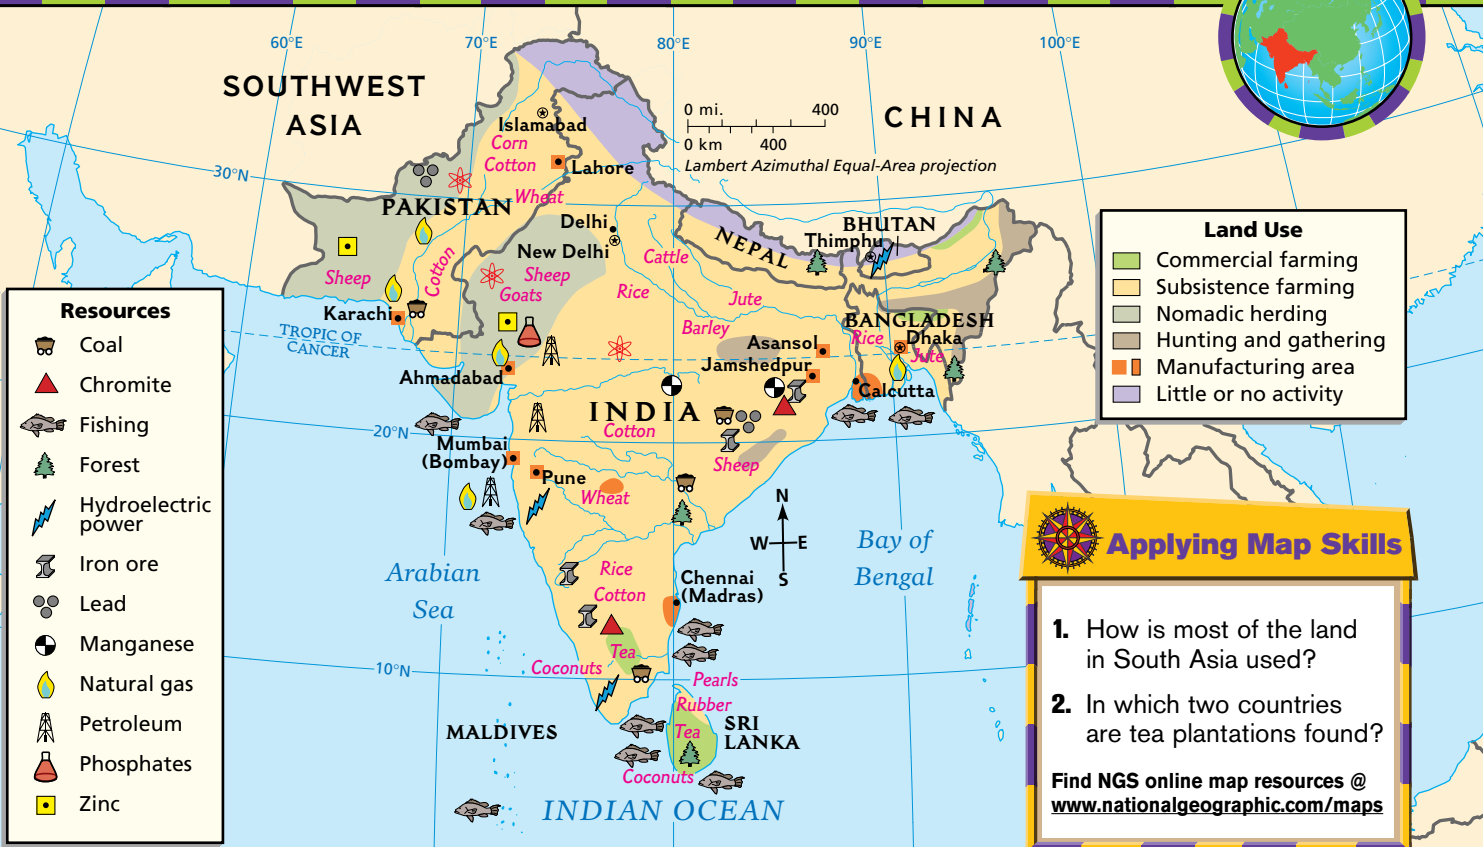 60°E
70°E
80°E
90°E
100°E
SOUTHWEST
ASIA
CHINA
0 mi.
400
0 km
400
Lambert Azimuthal Equal-Area projection
30°N
Islamabad
Corn
Cotton
Lahore
Wheat
PAKISTAN
Delhi
New Delhi
NEPAL
BHUTAN
Thimphu
Sheep
Cotton
Sheep
Goats
Cattle
Rice
Jute
Barley
Karachi
TROPIC OF
CANCER
BANGLADESH
Rice
Dhaka
Jute
Asansol
Jamshedpur
Ahmadabad
Calcutta
INDIA
Cotton
20°N
Mumbai
(Bombay)
Pune
Wheat
Sheep
N
W
E
S
Bay of
Bengal
Arabian
Sea
Rice
Cotton
Chennai
(Madras)
Tea
Coconuts
10°N
Pearls
Rubber
Tea
SRI
LANKA
MALDIVES
Coconuts
INDIAN OCEAN
Resources
Coal
Chromite
Fishing
Forest
Hydroelectric
power
Iron ore
Lead
Manganese
Natural gas
Petroleum
Phosphates
Zinc
Land Use
Commercial farming
Subsistence farming
Nomadic herding
Hunting and gathering
Manufacturing area
Little or no activity
Applying Map Skills
1. How is most of the land
in South Asia used?
2. In which two countries
are tea plantations found?
Find NGS online map resources @
www.nationalgeographic.com/maps